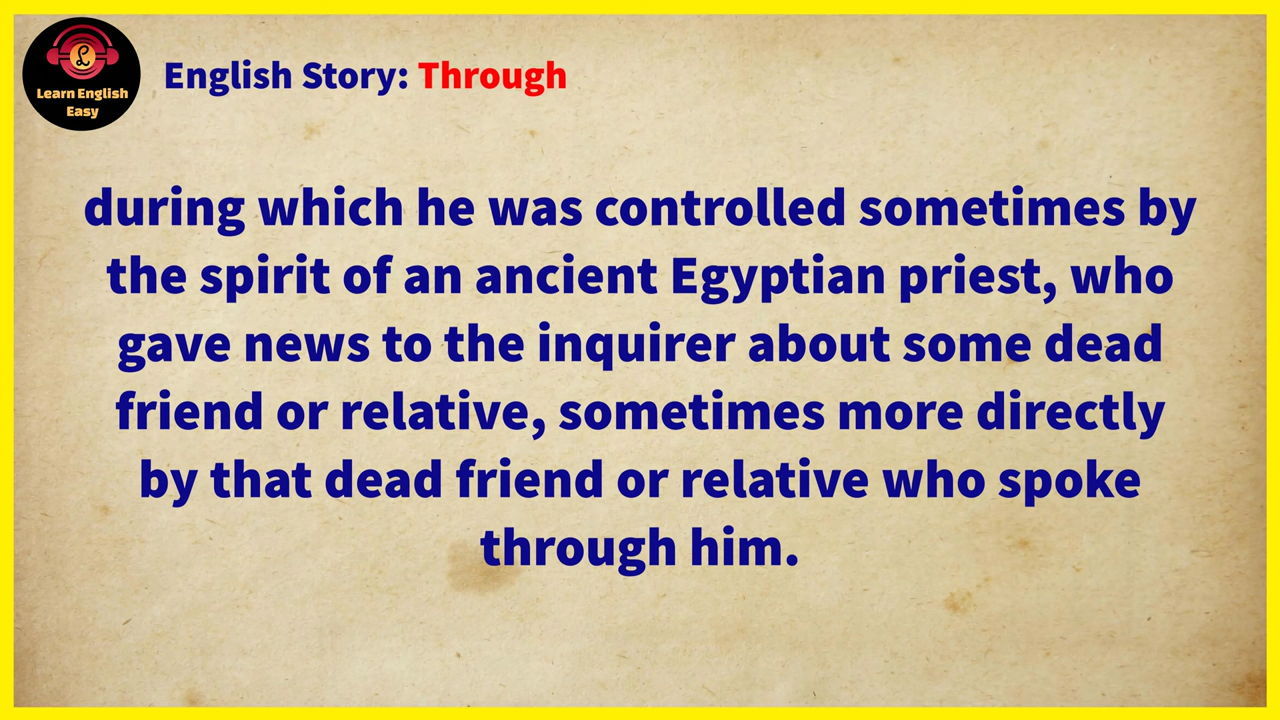 Learn English
Easy
English Story: Through
during which he was controlled sometimes by
the spirit of an ancient Egyptian priest, who
gave news to the inquirer about some dead
friend or relative, sometimes more directly
by that dead friend or relative who spoke
through him.